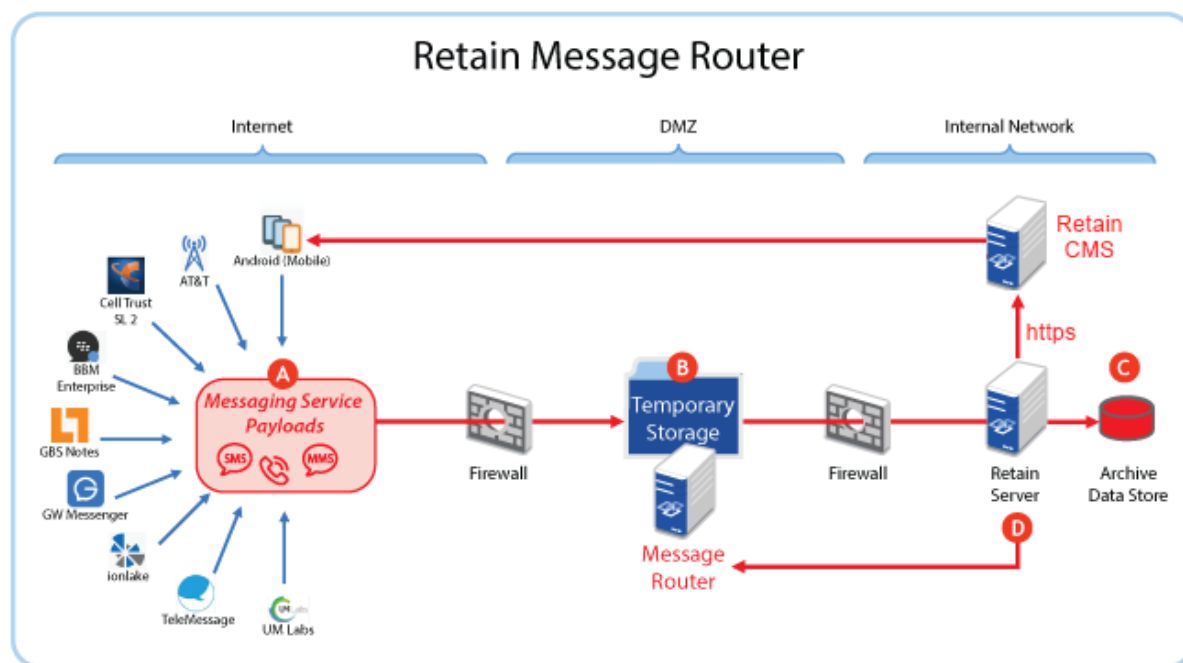 Retain Message Router
Internet
DMZ
Internal Network
Android (Mobile)
AT&T
Cell Trust
SL 2
BBM
Enterprise
GBS Notes
GW Messenger
ionlake
TeleMessage
UM Labs
UM Labs
A
Messaging Service
Payloads
SMS
MMS
Firewall
B
Temporary
Storage
Message
Router
Firewall
Retain
CMS
https
Retain
Server
C
Archive
Data Store
D